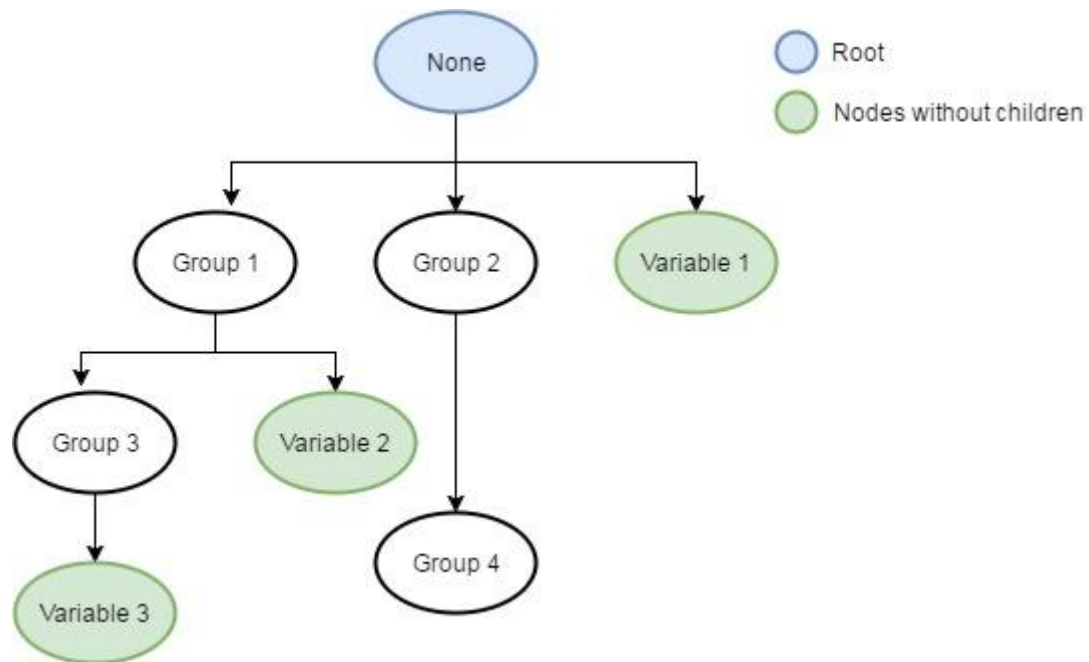 None
Root
Nodes without children
Group 1
Group 2
Variable 1
Group 3
Variable 2
Group 4
Variable 3